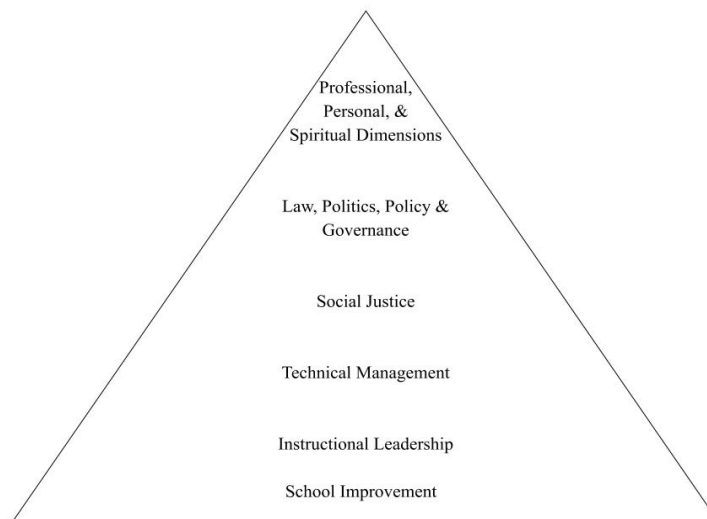 Professional,
Personal, &
Spiritual Dimensions
Law, Politics, Policy &
Governance
Social Justice
Technical Management
Instructional Leadership
School Improvement